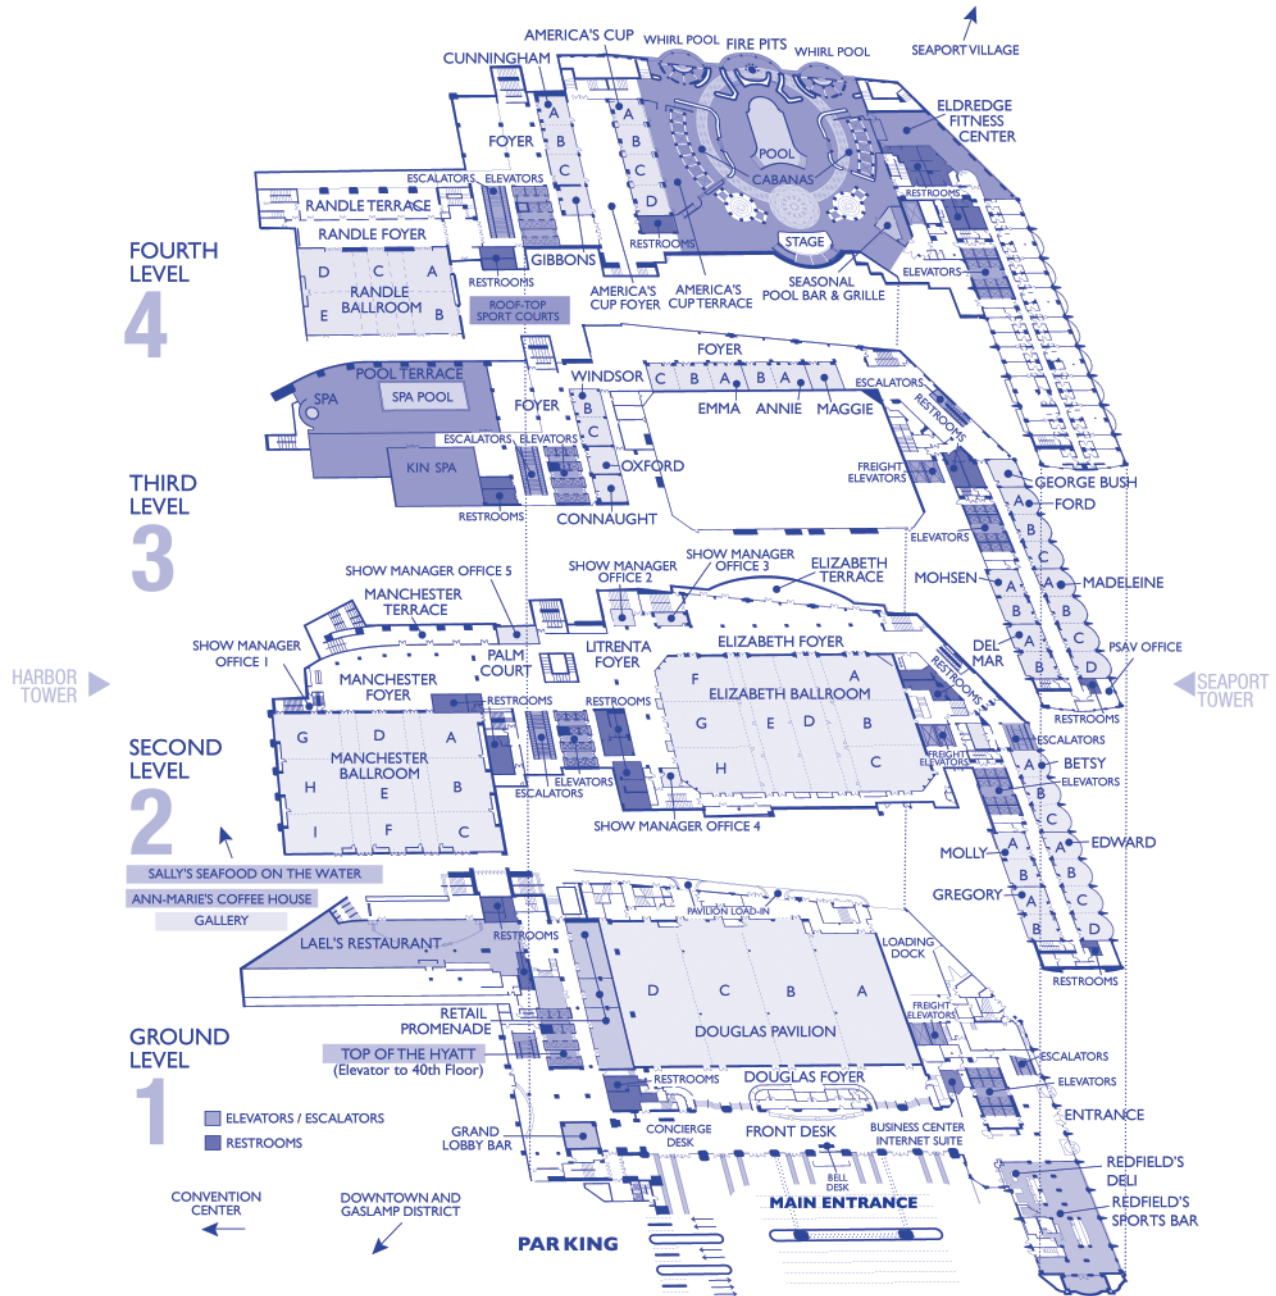 SEAPORT VILLAGE
AMERICA'S CUP
WHIRL POOL
FIRE PITS
WHIRL POOL
CUNNINGHAM
ELDREDGE
FITNESS
CENTER
A
B
C
FOYER
A
B
C
D
POOL
CABANAS
ESCALATORS
ELEVATORS
RESTROOMS
RANDLE TERRACE
RANDLE FOYER
RESTROOMS
STAGE
GIBBONS
ELEVATORS
FOURTH
LEVEL
4
D
C
A
RANDLE
BALLROOM
E
B
RESTROOMS
AMERICA'S
CUP FOYER
AMERICA'S
CUP TERRACE
SEASONAL
POOL BAR & GRILLE
ROOF-TOP
SPORT COURTS
FOYER
POOL TERRACE
SPA
SPA POOL
WINDSOR
C
B
A
B
A
ESCALATORS
FOYER
B
C
EMMA
ANNIE
MAGGIE
RESTROOMS
ESCALATORS
ELEVATORS
KIN SPA
OXFORD
FREIGHT
ELEVATORS
GEORGE BUSH
THIRD
LEVEL
3
RESTROOMS
CONNAUGHT
A
FORD
B
C
ELEVATORS
MOHSEN
A
B
A
MADELEINE
B
C
D
DEL
MAR
A
B
PSAV OFFICE
RESTROOMS
SHOW MANAGER OFFICE 5
SHOW MANAGER
OFFICE 2
SHOW MANAGER
OFFICE 3
ELIZABETH
TERRACE
MANCHESTER
TERRACE
SHOW MANAGER
OFFICE 1
PALM
COURT
LITRENTA
FOYER
ELIZABETH FOYER
RESTROOMS
HARBOR
TOWER
SEAPORT
TOWER
MANCHESTER
FOYER
RESTROOMS
RESTROOMS
F
A
ELIZABETH BALLROOM
G
E
D
B
H
C
SECOND
LEVEL
2
G
D
A
MANCHESTER
BALLROOM
H
E
B
I
F
C
ELEVATORS
ESCALATORS
SHOW MANAGER OFFICE 4
FREIGHT
ELEVATORS
ESCALATORS
A
BETSY
ELEVATORS
B
C
MOLLY
A
B
A
EDWARD
B
C
D
GREGORY
A
B
RESTROOMS
SALLY'S SEAFOOD ON THE WATER
ANN-MARIE'S COFFEE HOUSE
GALLERY
PAVILION LOAD-IN
LAEL'S RESTAURANT
RESTROOMS
LOADING
DOCK
D
C
B
A
RETAIL
PROMENADE
DOUGLAS PAVILION
FREIGHT
ELEVATORS
GROUND
LEVEL
1
TOP OF THE HYATT
(Elevator to 40th Floor)
ESCALATORS
RESTROOMS
DOUGLAS FOYER
ELEVATORS
ELEVATORS / ESCALATORS
RESTROOMS
ENTRANCE
GRAND
LOBBY BAR
CONCIERGE
DESK
FRONT DESK
BUSINESS CENTER
INTERNET SUITE
BELL
DESK
REDFIELD'S
DELI
MAIN ENTRANCE
REDFIELD'S
SPORTS BAR
CONVENTION
CENTER
DOWNTOWN AND
GASLAMP DISTRICT
PARKING